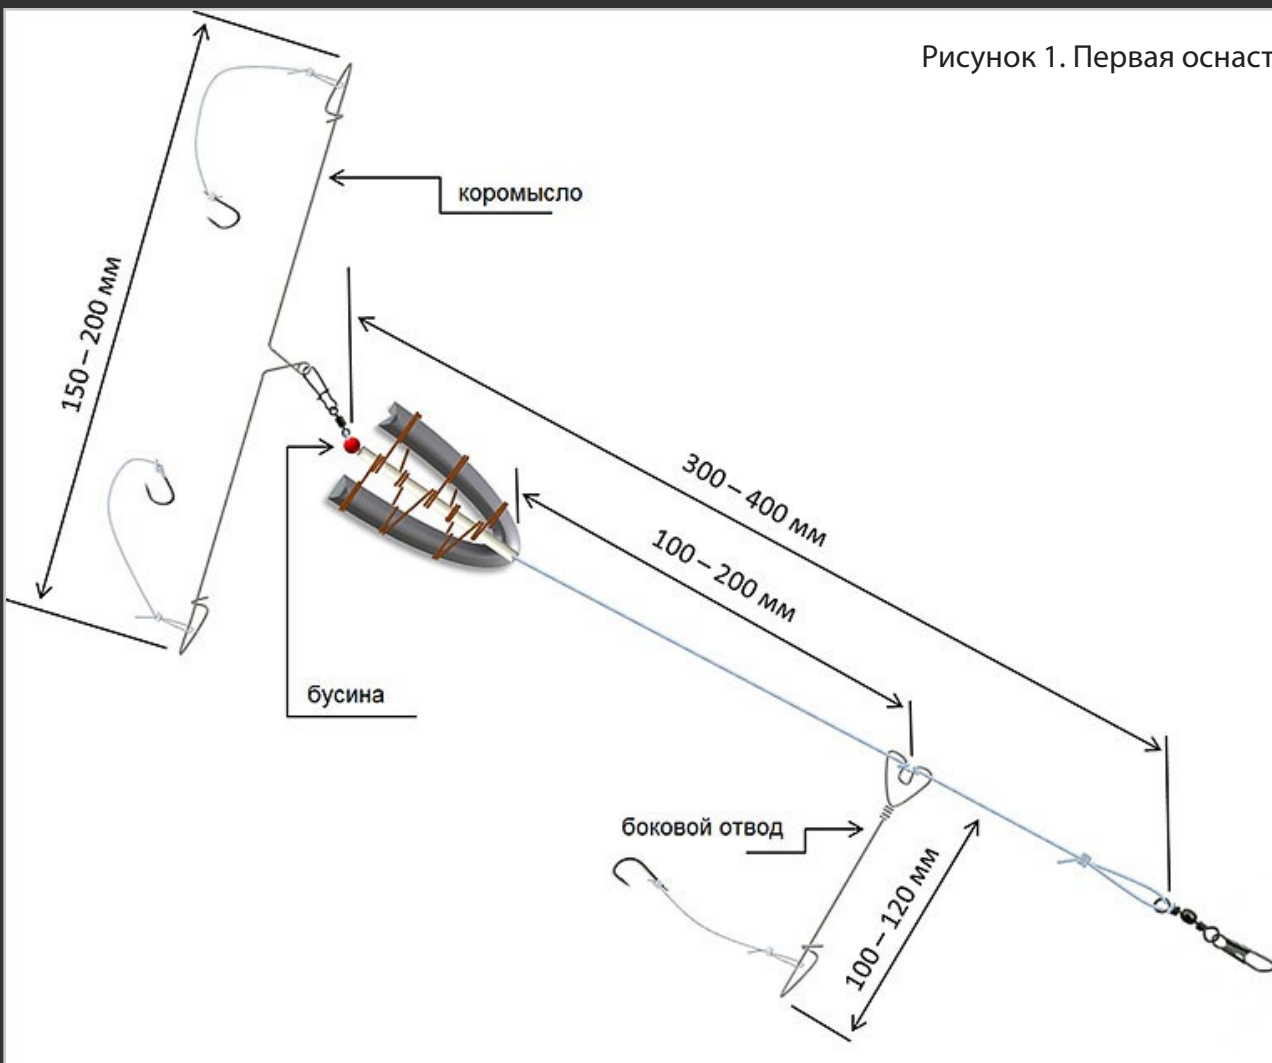 Рисунок 1. Первая оснаст
коромысло
150 – 200 мм
300 – 400 мм
100 – 200 мм
бусина
боковой отвод
100 – 120 мм